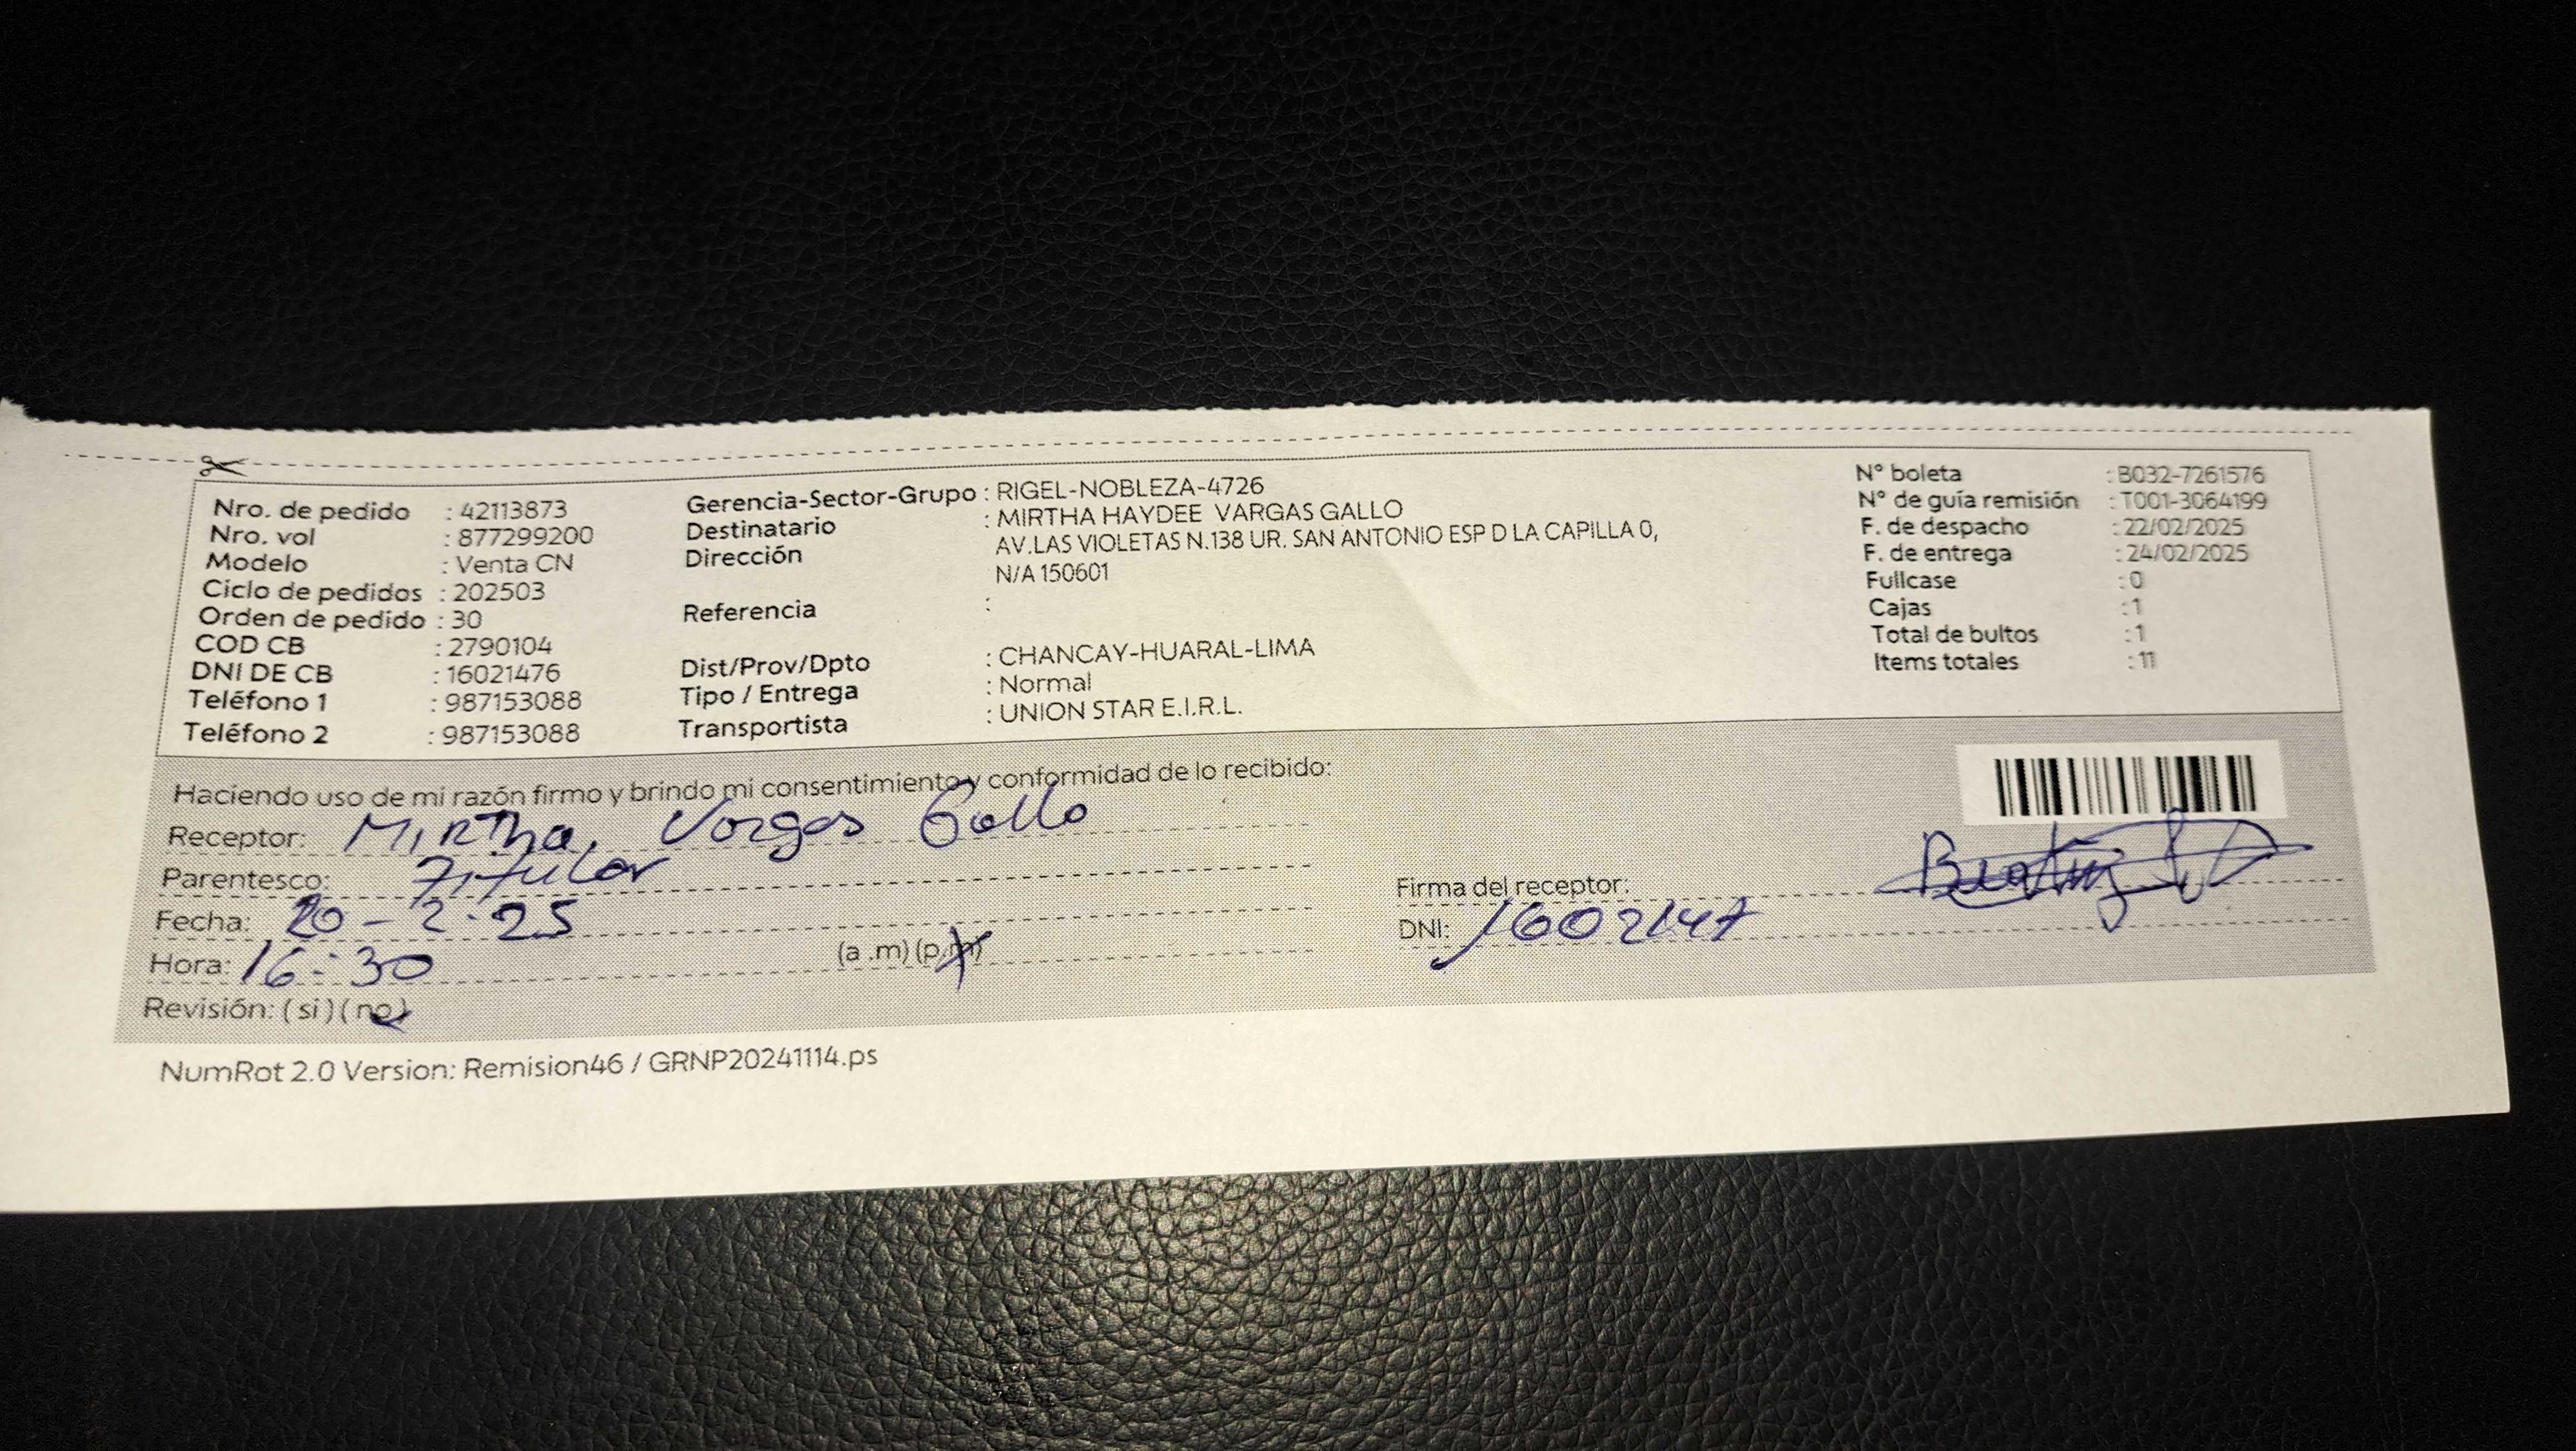 Nro. de pedido : 42113873
Nro. vol : 877299200
Modelo : Venta CN
Ciclo de pedidos : 202503
Orden de pedido : 30
COD CB : 2790104
DNI DE CB : 16021476
Teléfono 1 : 987153088
Teléfono 2 : 987153088
Gerencia-Sector-Grupo : RIGEL-NOBLEZA-4726
Destinatario : MIRTHA HAYDEE VARGAS GALLO
Dirección AV.LAS VIOLETAS N.138 UR. SAN ANTONIO ESP D LA CAPILLA 0,
N/A 150601
Referencia :
Dist/Prov/Dpto : CHANCAY-HUARAL-LIMA
Tipo / Entrega : Normal
Transportista : UNION STAR E.I.R.L.
N° boleta : B032-7261576
N° de guía remisión : T001-3064199
F. de despacho : 22/02/2025
F. de entrega : 24/02/2025
Fullcase : 0
Cajas : 1
Total de bultos : 1
Items totales : 11
Haciendo uso de mi razón firmo y brindo mi consentimiento y conformidad de lo recibido:
Receptor: Mirtha Vargas Gallo
Parentesco: Titular
Fecha: 20-2-25
Hora: 16:30 (a .m) (p.m)
Revisión: ( si ) ( no )
Firma del receptor:
DNI: 1602147
NumRot 2.0 Version: Remision46 / GRNP20241114.ps